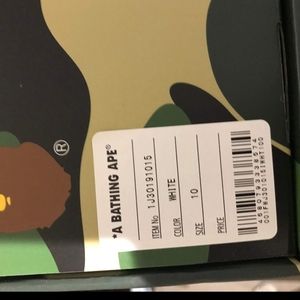 ®
*A BATHING APE®
ITEM No 1J30191015
COLOR WHITE
SIZE 10
PRICE